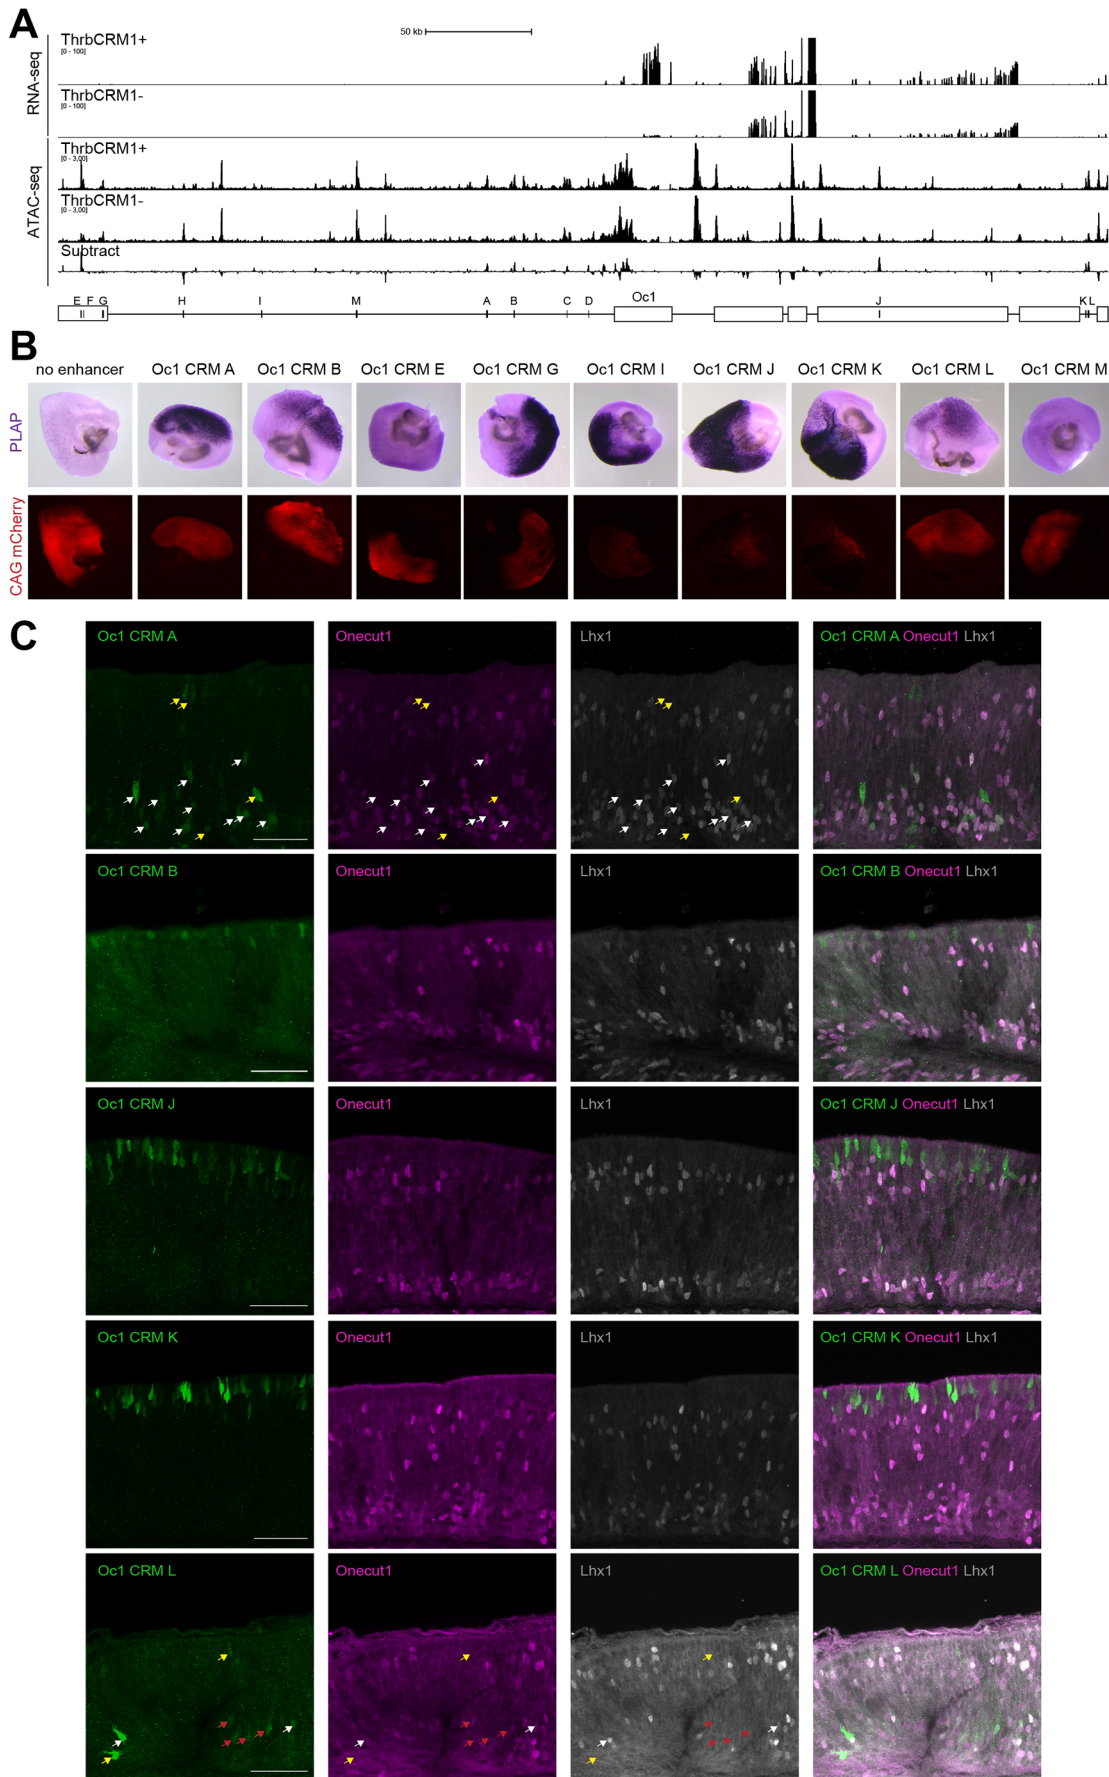 A
50 kb
RNA-seq
ThrbCRM1+
[0 - 100]
ThrbCRM1-
[0 - 100]
ATAC-seq
ThrbCRM1+
[0 - 3.00]
ThrbCRM1-
[0 - 3.00]
Subtract
E F G H I M A B C D Oc1 J K L
B
no enhancer Oc1 CRM A Oc1 CRM B Oc1 CRM E Oc1 CRM G Oc1 CRM I Oc1 CRM J Oc1 CRM K Oc1 CRM L Oc1 CRM M
PLAP
CAG mCherry
C
Oc1 CRM A Onecut1 Lhx1 Oc1 CRM A Onecut1 Lhx1
Oc1 CRM B Onecut1 Lhx1 Oc1 CRM B Onecut1 Lhx1
Oc1 CRM J Onecut1 Lhx1 Oc1 CRM J Onecut1 Lhx1
Oc1 CRM K Onecut1 Lhx1 Oc1 CRM K Onecut1 Lhx1
Oc1 CRM L Onecut1 Lhx1 Oc1 CRM L Onecut1 Lhx1